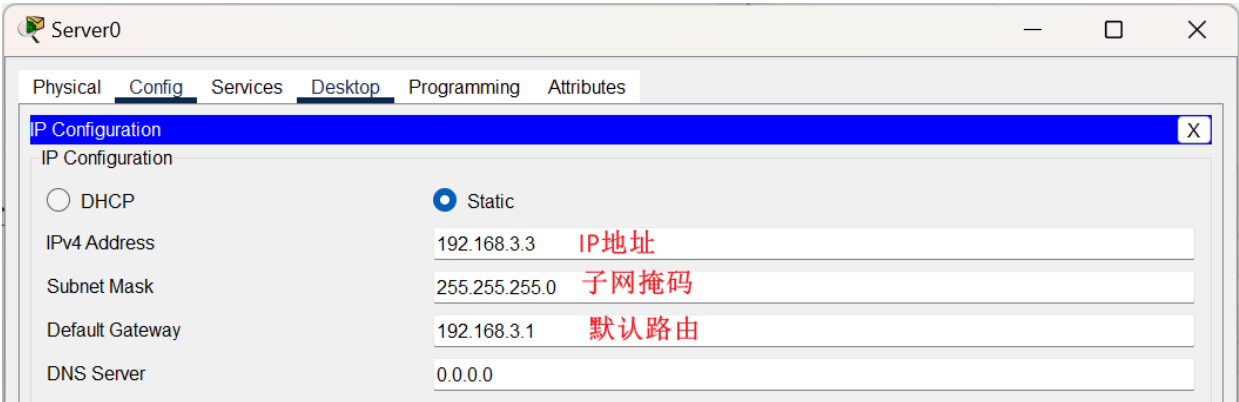 Server0
Physical Config Services Desktop Programming Attributes
IP Configuration X
IP Configuration
DHCP Static
IPv4 Address 192.168.3.3 IP地址
Subnet Mask 255.255.255.0 子网掩码
Default Gateway 192.168.3.1 默认路由
DNS Server 0.0.0.0